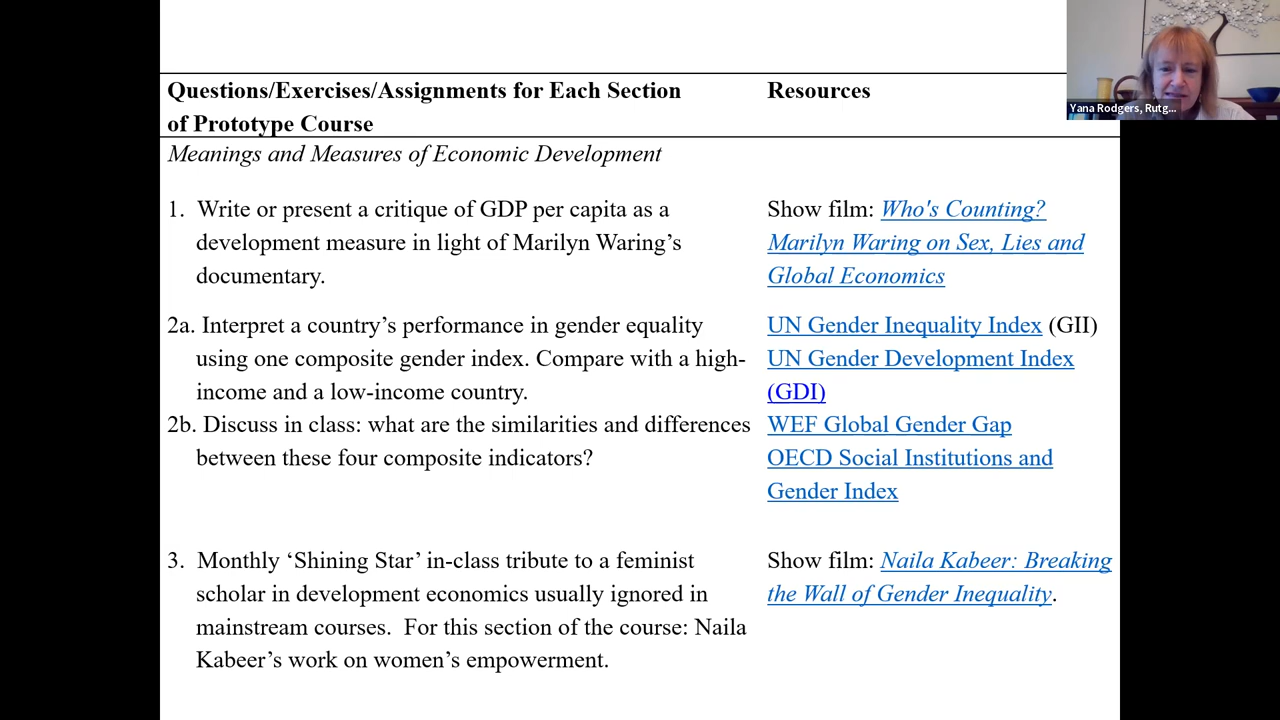 Questions/Exercises/Assignments for Each Section
of Prototype Course
Resources
Meanings and Measures of Economic Development
1. Write or present a critique of GDP per capita as a
development measure in light of Marilyn Waring’s
documentary.
Show film: Who's Counting?
Marilyn Waring on Sex, Lies and
Global Economics
2a. Interpret a country’s performance in gender equality
using one composite gender index. Compare with a high-
income and a low-income country.
2b. Discuss in class: what are the similarities and differences
between these four composite indicators?
UN Gender Inequality Index (GII)
UN Gender Development Index
(GDI)
WEF Global Gender Gap
OECD Social Institutions and
Gender Index
3. Monthly ‘Shining Star’ in-class tribute to a feminist
scholar in development economics usually ignored in
mainstream courses. For this section of the course: Naila
Kabeer’s work on women’s empowerment.
Show film: Naila Kabeer: Breaking
the Wall of Gender Inequality.
Yana Rodgers, Rutg...